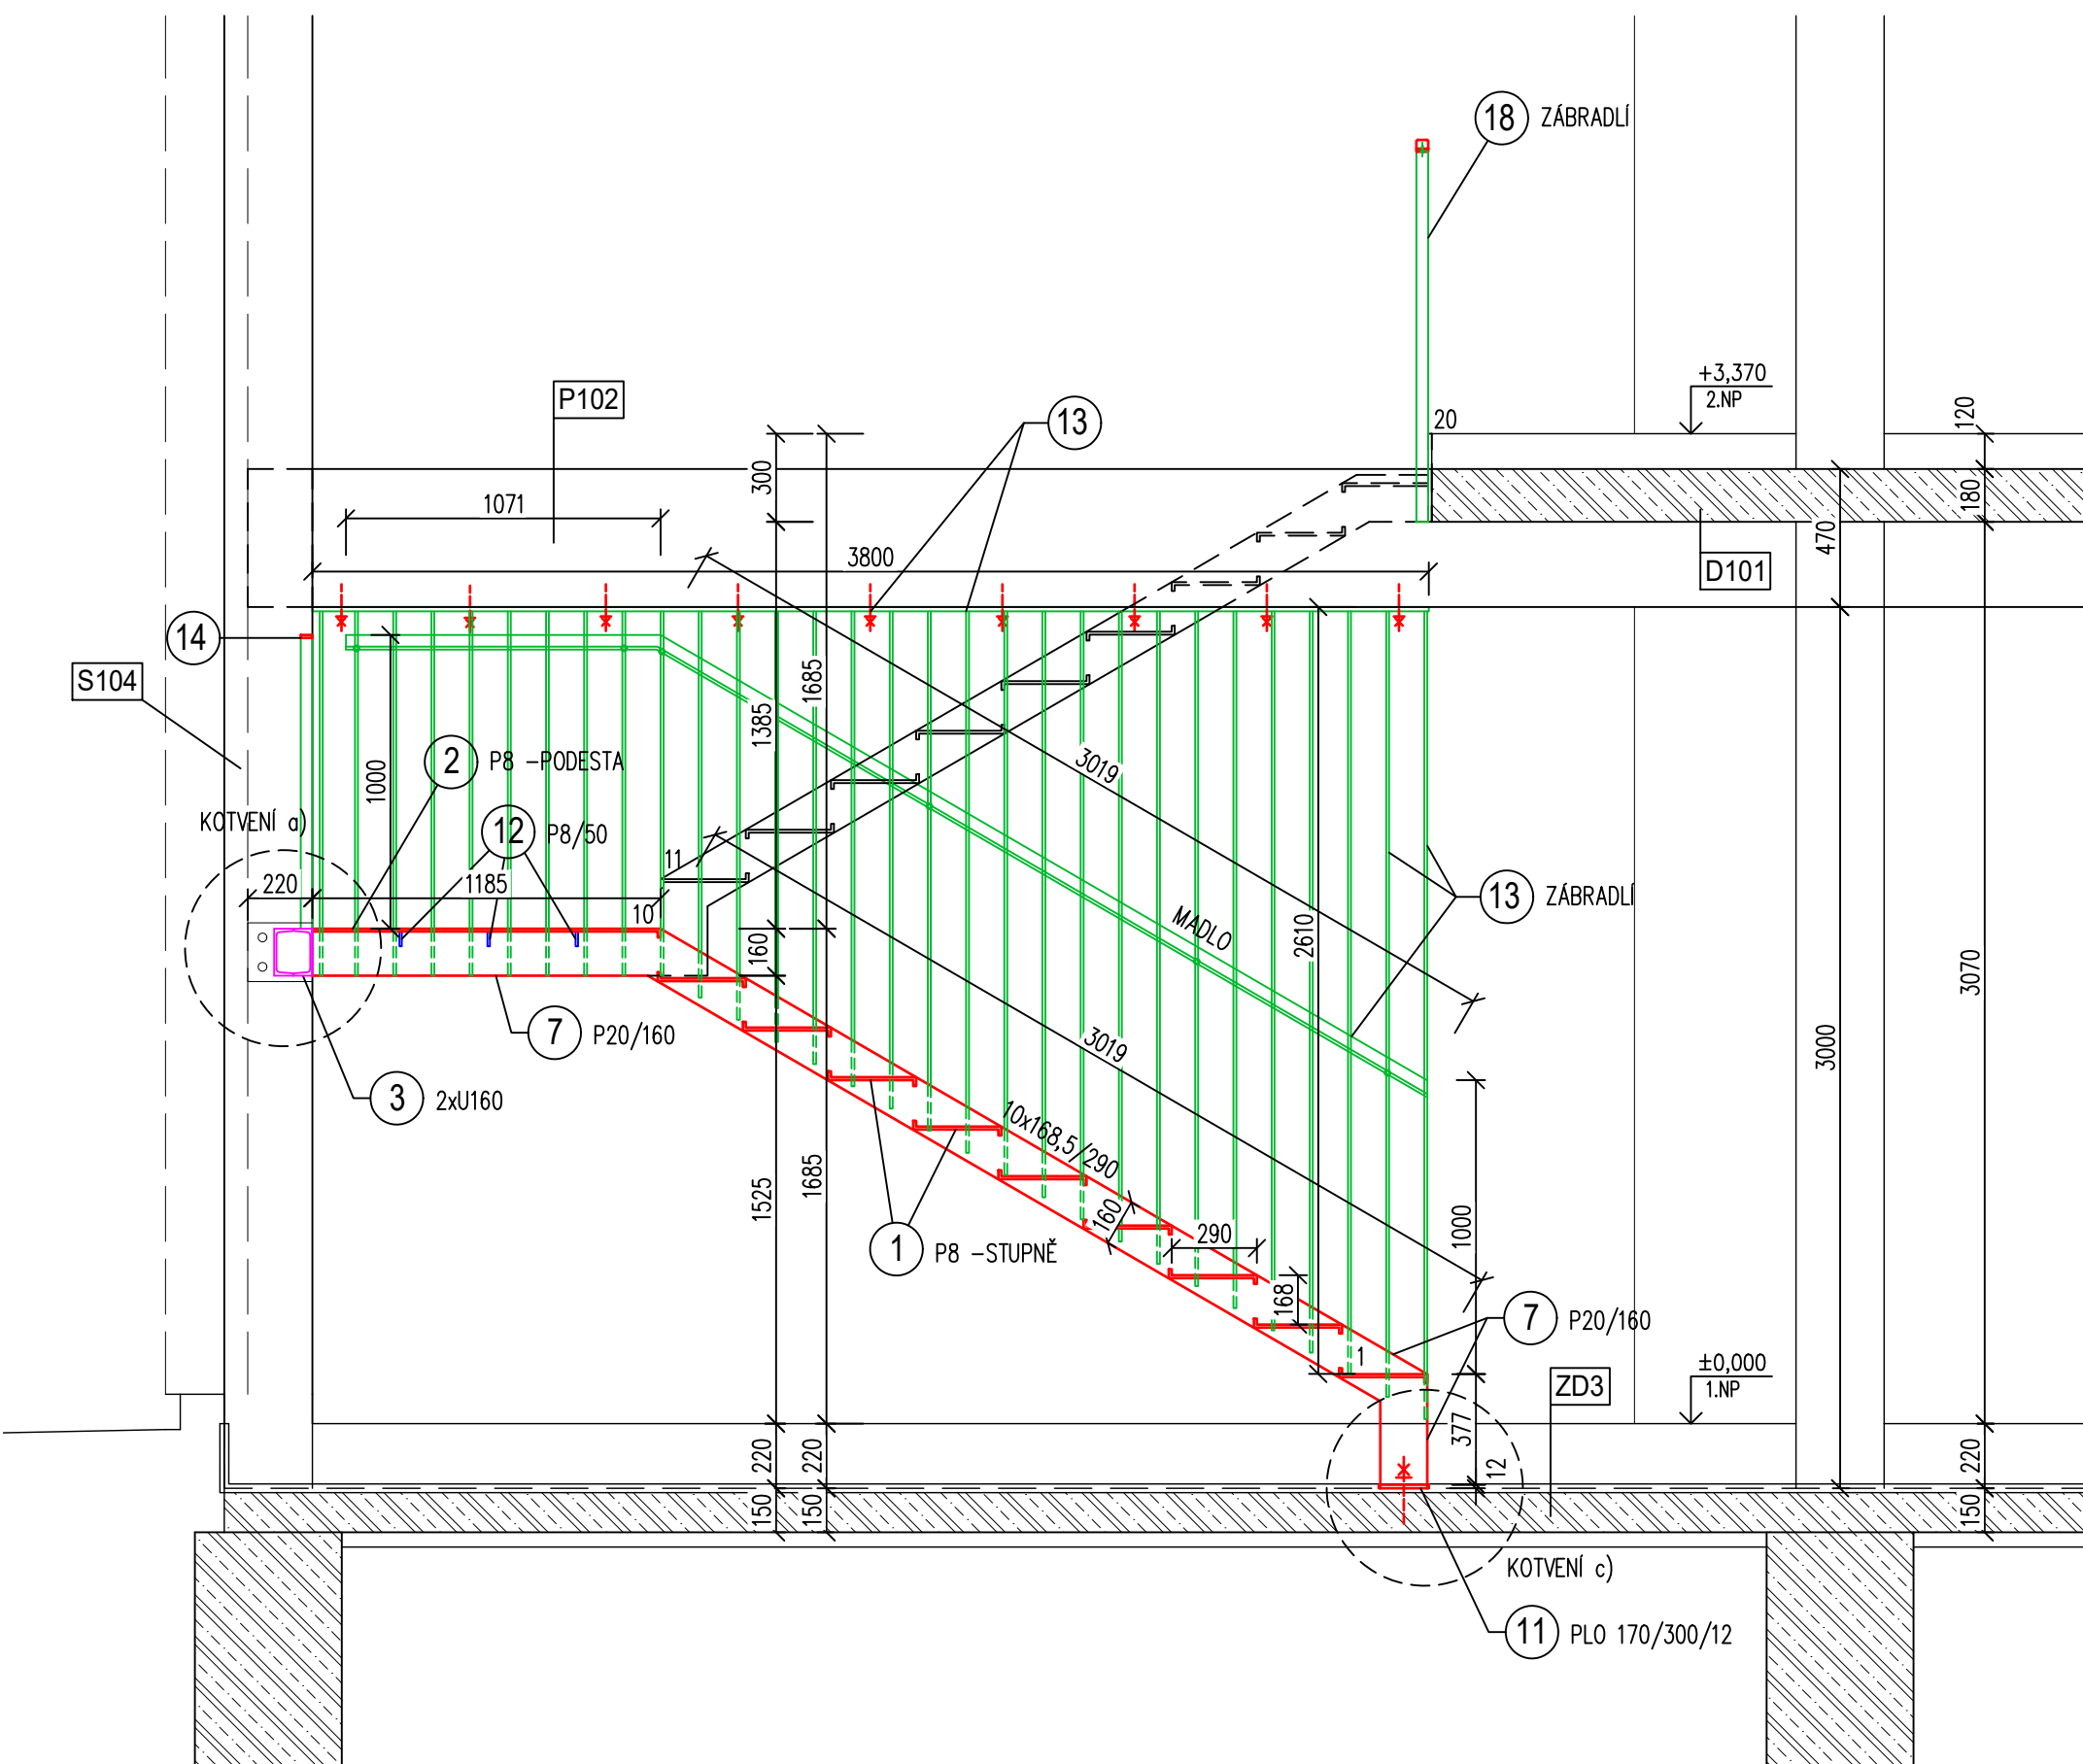 18 ZÁBRADLÍ
+3,370
2.NP
P102
13
20
120
300
1071
180
470
3800
D101
14
1685
S104
1385
3019
1000
2 P8 -PODESTA
KOTVENÍ a)
12 P8/50
11
220
1185
13 ZÁBRADLÍ
10
MADLO
2610
160
3070
7 P20/160
3019
3000
3 2xU160
10x168,5/290
1525
1685
160
290
1000
1 P8 -STUPNĚ
168
7 P20/160
1
±0,000
1.NP
ZD3
377
220
220
12
220
150
150
150
KOTVENÍ c)
11 PLO 170/300/12